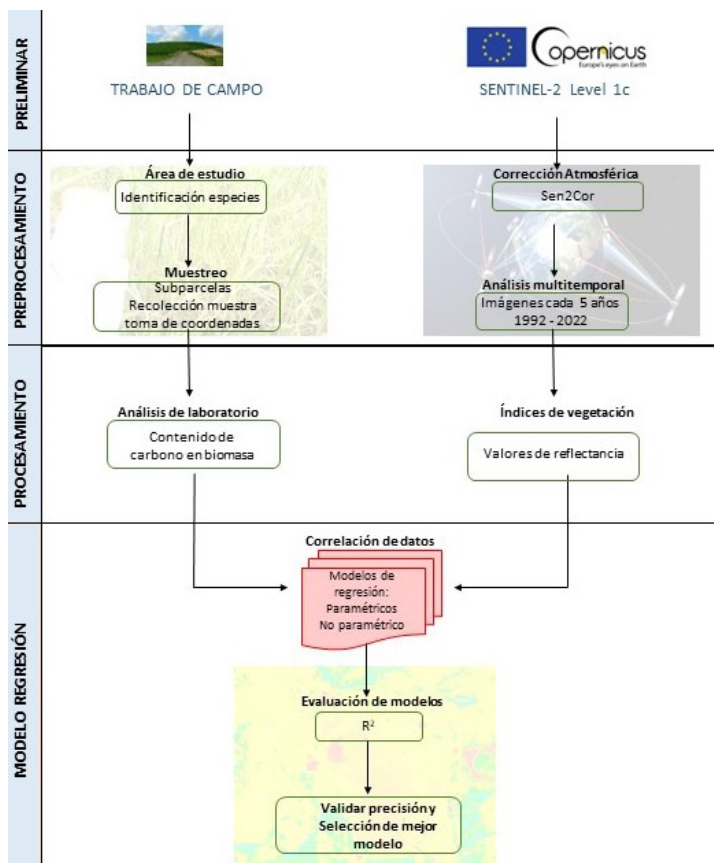 PRELIMINAR
TRABAJO DE CAMPO
Copernicus
Europe's eyes on Earth
SENTINEL-2 Level 1c
PREPROCESAMIENTO
Área de estudio
Identificación especies
Muestreo
Subparcelas
Recolección muestra
toma de coordenadas
Corrección Atmosférica
Sen2Cor
Análisis multitemporal
Imágenes cada 5 años
1992 - 2022
PROCESAMIENTO
Análisis de laboratorio
Contenido de
carbono en biomasa
Índices de vegetación
Valores de reflectancia
MODELO REGRESIÓN
Correlación de datos
Modelos de
regresión:
Paramétricos
No paramétrico
Evaluación de modelos
R²
Validar precisión y
Selección de mejor
modelo